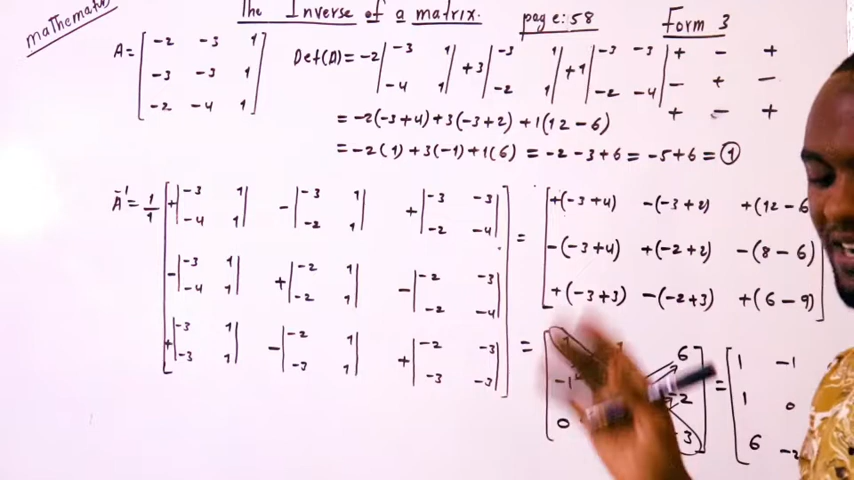 mathematic
The Inverse of a matrix. page: 58 Form 3
A = [ -2 -3 1 ; -3 -3 1 ; -2 -4 1 ]
Det(A) = -2 | -3 1 ; -4 1 | + 3 | -3 1 ; -2 1 | + 1 | -3 -3 ; -2 -4 |
+ - +
- + -
+ - +
= -2(-3+4) + 3(-3+2) + 1(12-6)
= -2(1) + 3(-1) + 1(6) = -2 - 3 + 6 = -5 + 6 = 1
A⁻¹ = 1/1 [ + | -3 1 ; -4 1 | - | -3 1 ; -2 1 | + | -3 -3 ; -2 -4 |
- | -3 1 ; -4 1 | + | -2 1 ; -2 1 | - | -2 -3 ; -2 -4 |
+ | -3 1 ; -3 1 | - | -2 1 ; -3 1 | + | -2 -3 ; -3 -3 | ]
= [ +(-3+4) -(-3+2) +(12-6
-(-3+4) +(-2+2) -(8-6)
+(-3+3) -(-2+3) +(6-9) ]
= [ 1 1 6
-1 -2
0 -3 ]
= [ 1 -1
1 0
6 -2